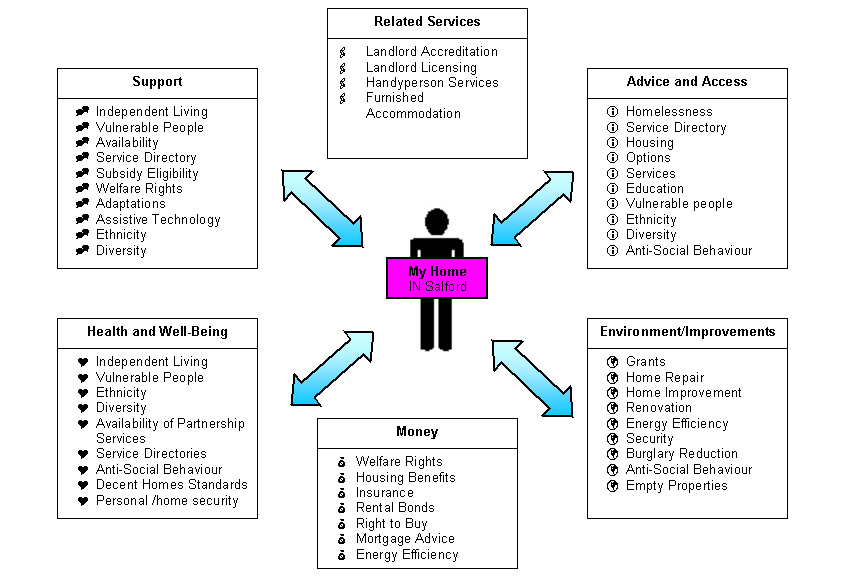 Related Services
Landlord Accreditation
Landlord Licensing
Handyperson Services
Furnished
Accommodation
Support
Independent Living
Vulnerable People
Availability
Service Directory
Subsidy Eligibility
Welfare Rights
Adaptations
Assistive Technology
Ethnicity
Diversity
Advice and Access
Homelessness
Service Directory
Housing
Options
Services
Education
Vulnerable people
Ethnicity
Diversity
Anti-Social Behaviour
My Home
IN Salford
Health and Well-Being
Independent Living
Vulnerable People
Ethnicity
Diversity
Availability of Partnership
Services
Service Directories
Anti-Social Behaviour
Decent Homes Standards
Personal /home security
Money
Welfare Rights
Housing Benefits
Insurance
Rental Bonds
Right to Buy
Mortgage Advice
Energy Efficiency
Environment/Improvements
Grants
Home Repair
Home Improvement
Renovation
Energy Efficiency
Security
Burglary Reduction
Anti-Social Behaviour
Empty Properties